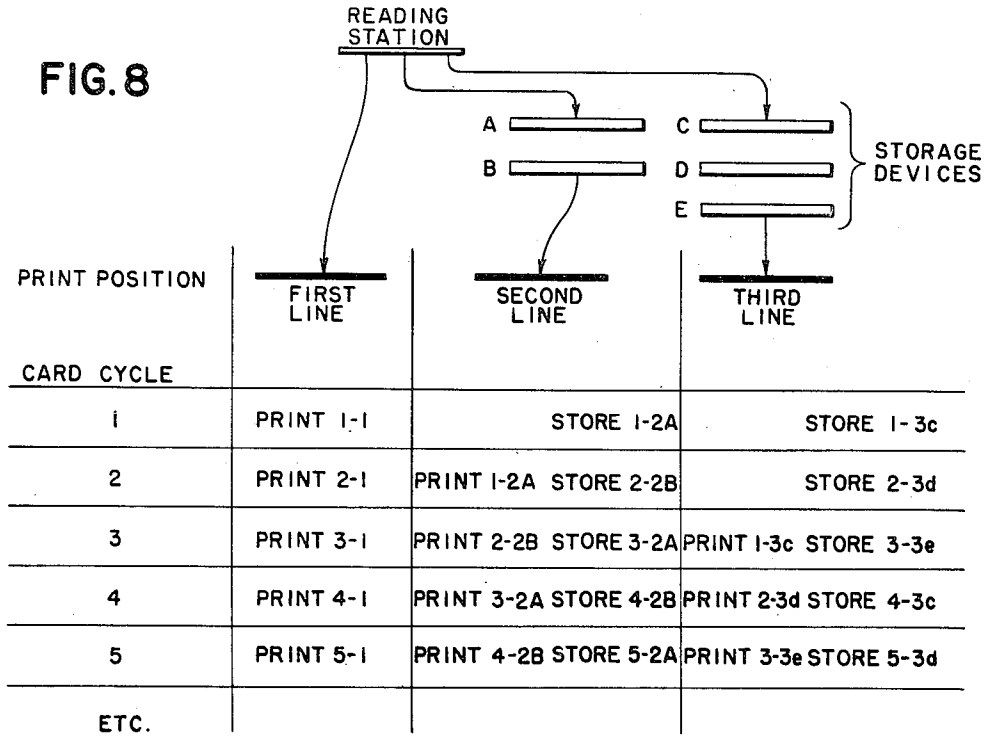 READING
STATION
FIG. 8
A
C
B
D
E
STORAGE
DEVICES
PRINT POSITION
FIRST
LINE
SECOND
LINE
THIRD
LINE
CARD CYCLE
1 PRINT 1-1 STORE 1-2A STORE 1-3c
2 PRINT 2-1 PRINT 1-2A STORE 2-2B STORE 2-3d
3 PRINT 3-1 PRINT 2-2B STORE 3-2A PRINT 1-3c STORE 3-3e
4 PRINT 4-1 PRINT 3-2A STORE 4-2B PRINT 2-3d STORE 4-3c
5 PRINT 5-1 PRINT 4-2B STORE 5-2A PRINT 3-3e STORE 5-3d
ETC.